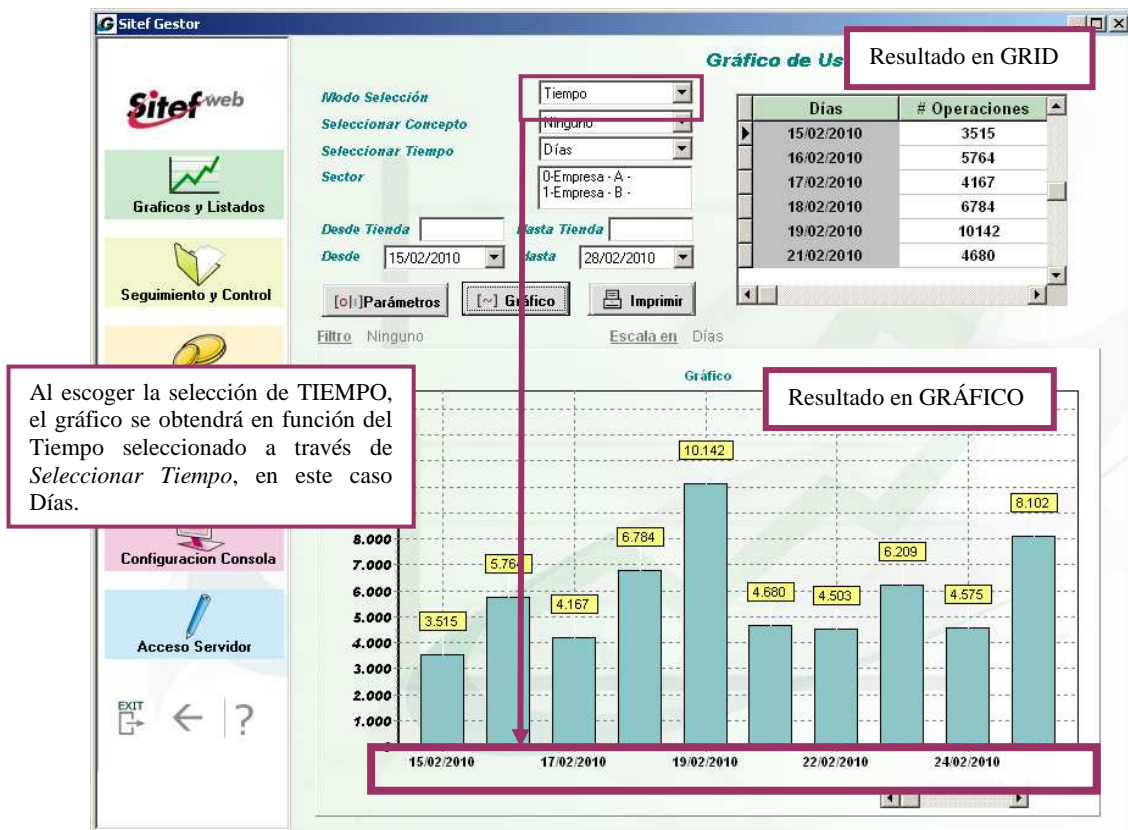 Sitef Gestor
Sitef web
Graficos y Listados
Seguimiento y Control
Configuracion Consola
Acceso Servidor
EXIT
?
Gráfico de Us
Resultado en GRID
Modo Selección Tiempo
Seleccionar Concepto Ninguno
Seleccionar Tiempo Días
Sector 0-Empresa - A -
1-Empresa - B -
Desde Tienda Hasta Tienda
Desde 15/02/2010 Hasta 28/02/2010
[o|ı]Parámetros [~] Gráfico Imprimir
Filtro Ninguno Escala en Días
Días # Operaciones
15/02/2010 3515
16/02/2010 5764
17/02/2010 4167
18/02/2010 6784
19/02/2010 10142
21/02/2010 4680
Al escoger la selección de TIEMPO,
el gráfico se obtendrá en función del
Tiempo seleccionado a través de
Seleccionar Tiempo, en este caso
Días.
Gráfico
Resultado en GRÁFICO
8.000
7.000
6.000
5.000
4.000
3.000
2.000
1.000
3.515
5.764
4.167
6.784
10.142
4.680
4.503
6.209
4.575
8.102
15/02/2010 17/02/2010 19/02/2010 22/02/2010 24/02/2010